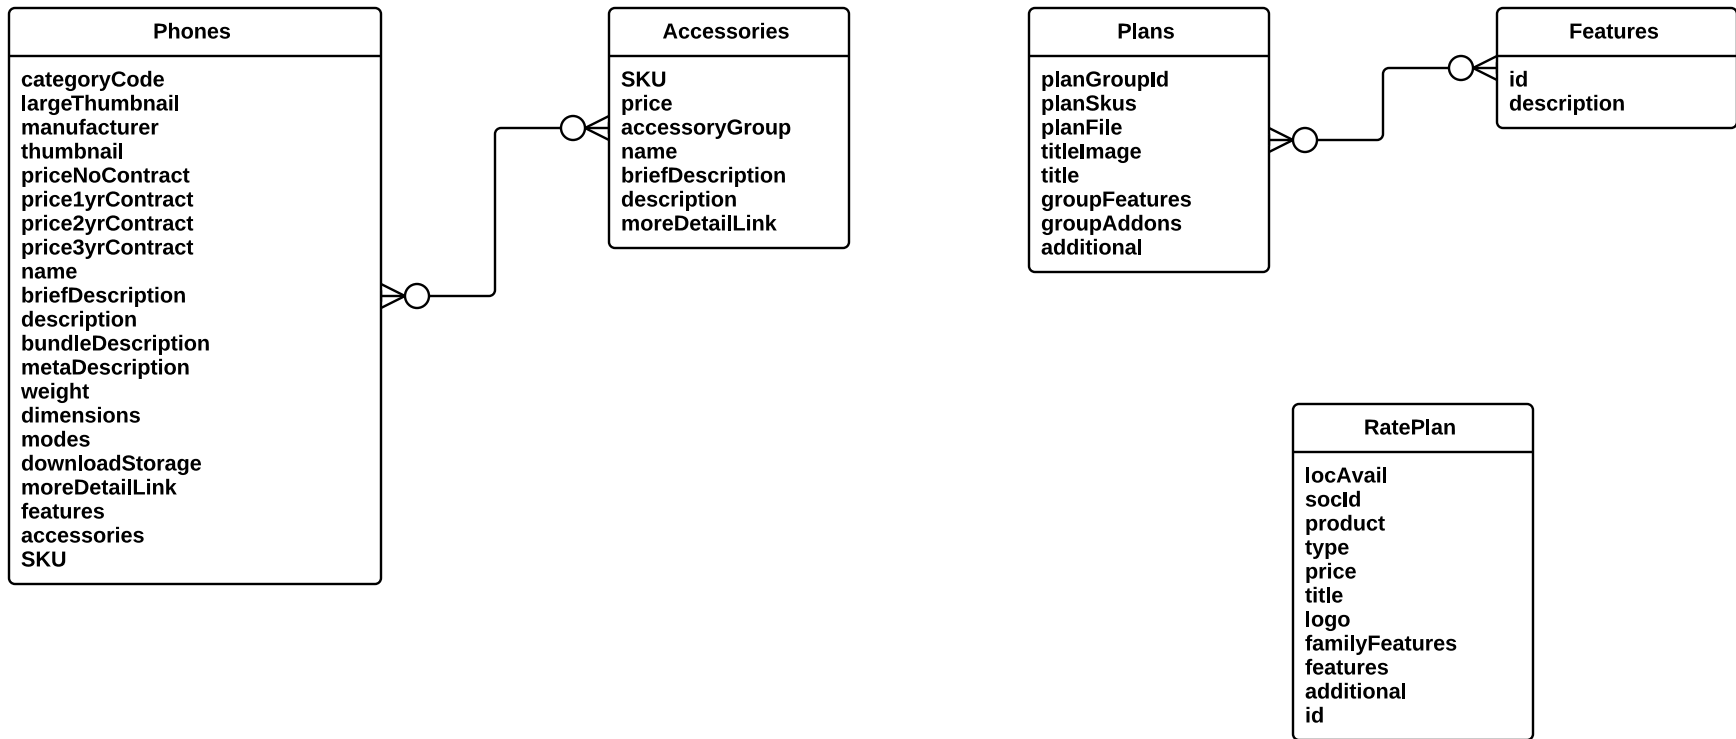 Phones
categoryCode
largeThumbnail
manufacturer
thumbnail
priceNoContract
price1yrContract
price2yrContract
price3yrContract
name
briefDescription
description
bundleDescription
metaDescription
weight
dimensions
modes
downloadStorage
moreDetailLink
features
accessories
SKU
Accessories
SKU
price
accessoryGroup
name
briefDescription
description
moreDetailLink
Plans
planGroupId
planSkus
planFile
titleImage
title
groupFeatures
groupAddons
additional
Features
id
description
RatePlan
locAvail
socId
product
type
price
title
logo
familyFeatures
features
additional
id